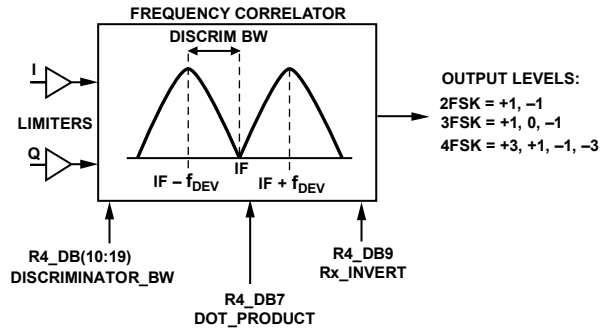 FREQUENCY CORRELATOR
DISCRIM BW
I
LIMITERS
Q
IF
IF – fDEV
IF + fDEV
OUTPUT LEVELS:
2FSK = +1, –1
3FSK = +1, 0, –1
4FSK = +3, +1, –1, –3
R4_DB(10:19)
DISCRIMINATOR_BW
R4_DB7
DOT_PRODUCT
R4_DB9
Rx_INVERT